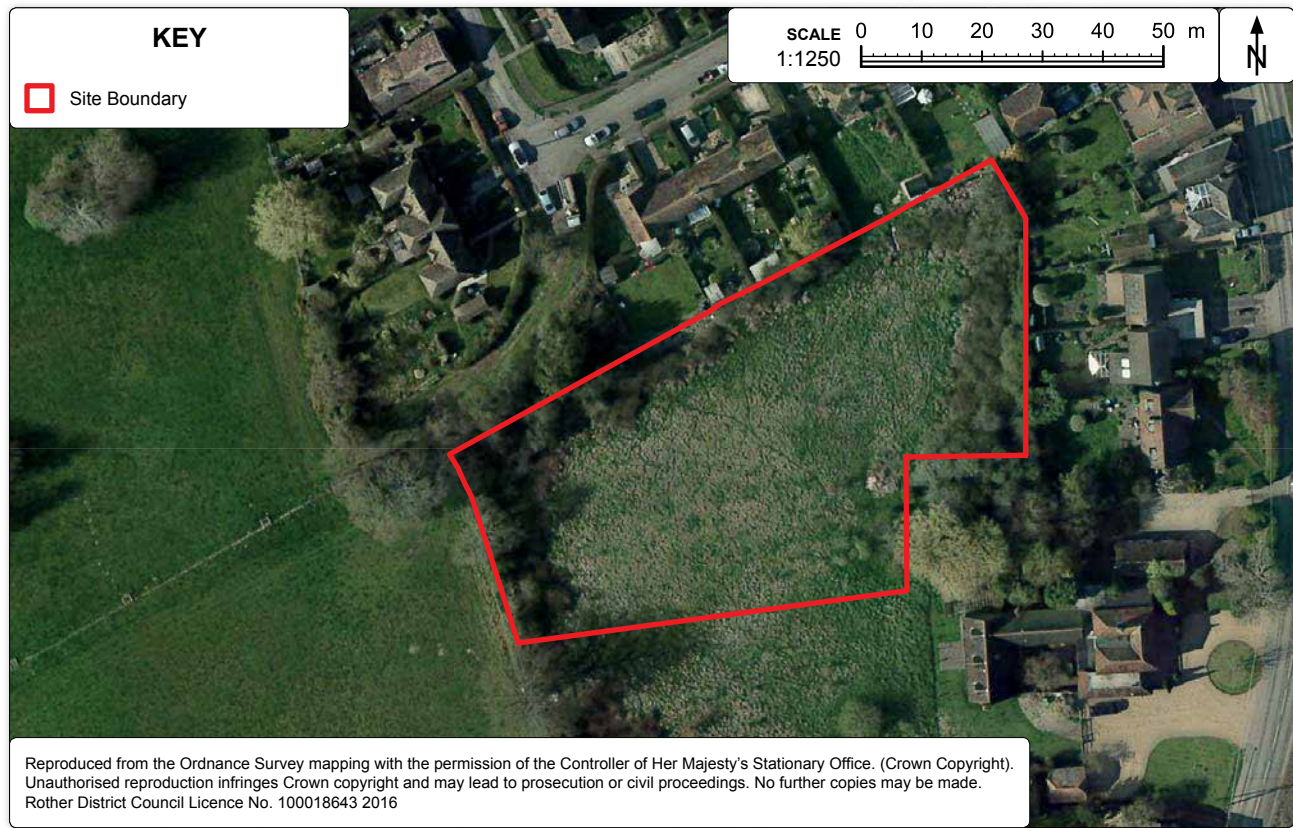 KEY
Site Boundary
SCALE 0 10 20 30 40 50 m
1:1250
N
Reproduced from the Ordnance Survey mapping with the permission of the Controller of Her Majesty's Stationary Office. (Crown Copyright).
Unauthorised reproduction infringes Crown copyright and may lead to prosecution or civil proceedings. No further copies may be made.
Rother District Council Licence No. 100018643 2016